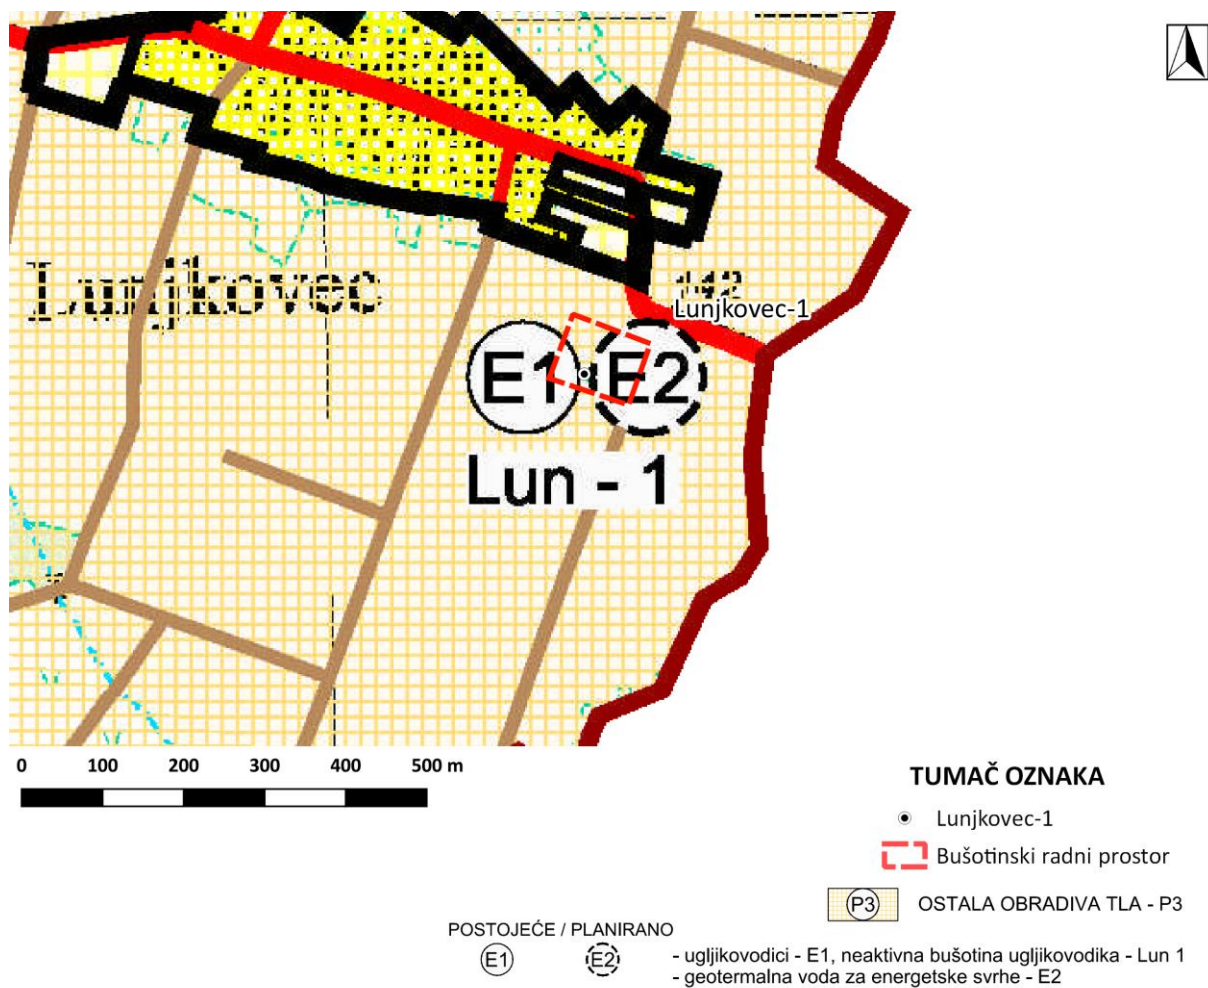 Lunjkovec
142
Lunjkovec-1
E1
E2
Lun - 1
0 100 200 300 400 500 m
TUMAČ OZNAKA
Lunjkovec-1
Bušotinski radni prostor
P3 OSTALA OBRADIVA TLA - P3
POSTOJEĆE / PLANIRANO
E1 E2 - ugljikovodici - E1, neaktivna bušotina ugljikovodika - Lun 1
- geotermalna voda za energetske svrhe - E2